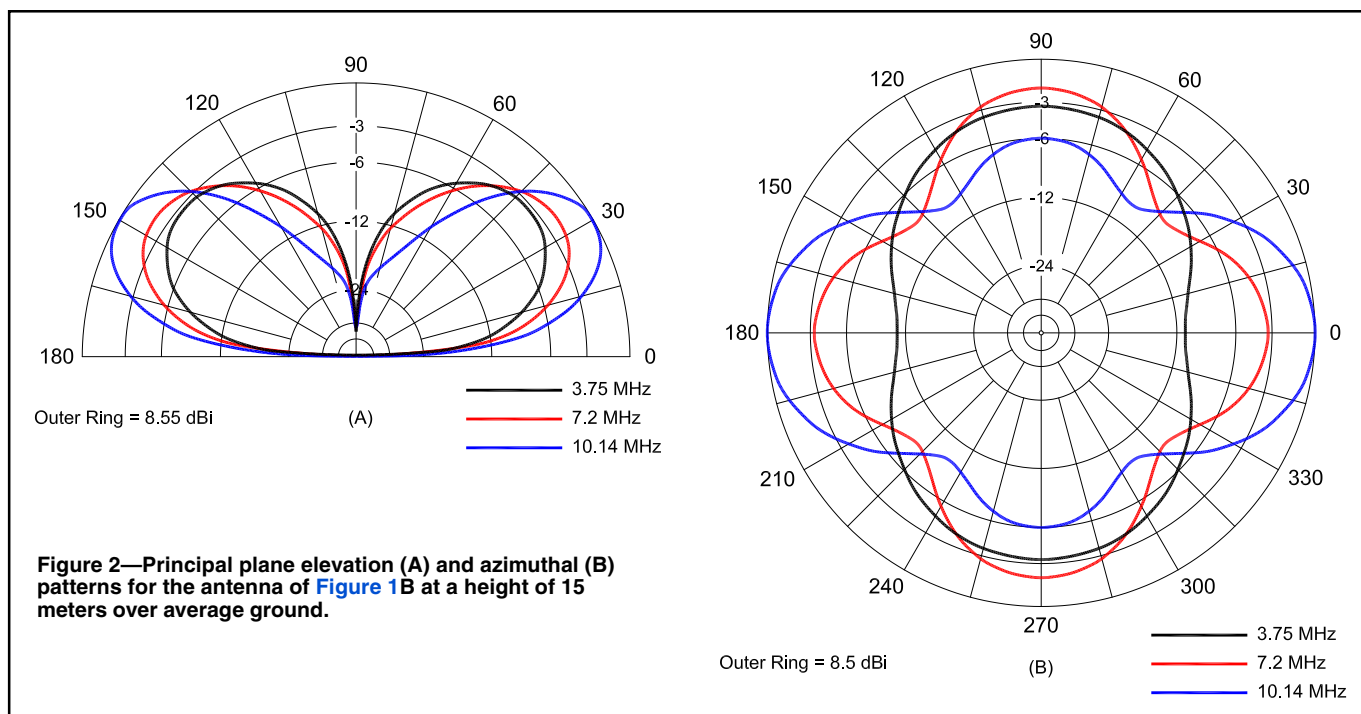 90
120
60
-3
-6
150
30
-12
180
0
3.75 MHz
Outer Ring = 8.55 dBi
(A)
7.2 MHz
10.14 MHz
Figure 2—Principal plane elevation (A) and azimuthal (B)
patterns for the antenna of Figure 1B at a height of 15
meters over average ground.
90
120
60
-3
-6
150
30
-12
-24
180
0
210
330
240
300
270
3.75 MHz
Outer Ring = 8.5 dBi
(B)
7.2 MHz
10.14 MHz